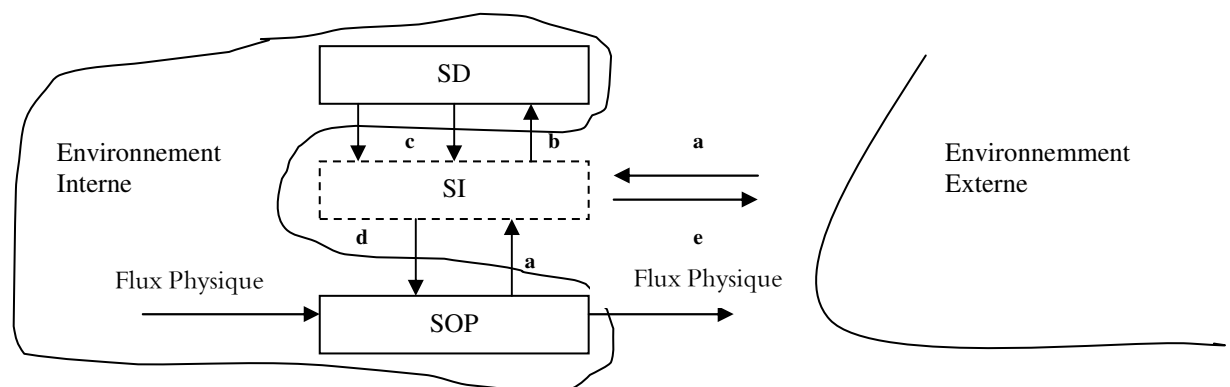 SD
c
b
a
Environnement
Interne
Environnemment
Externe
SI
d
e
a
Flux Physique
Flux Physique
SOP